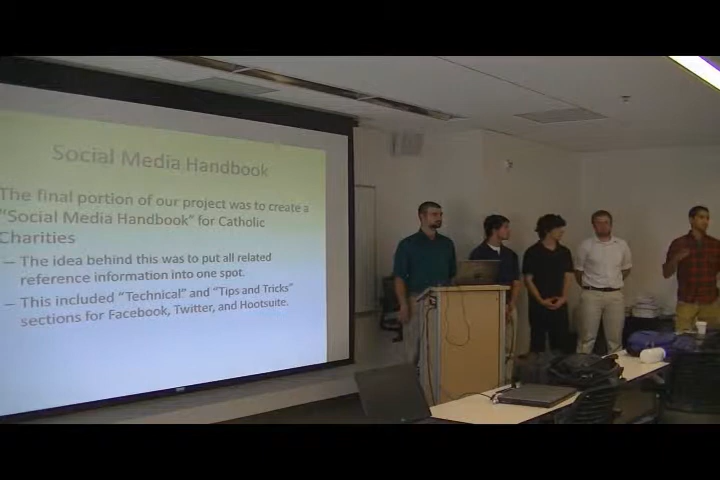 Social Media Handbook
The final portion of our project was to create a
"Social Media Handbook" for Catholic
Charities
– The idea behind this was to put all related
reference information into one spot.
– This included "Technical" and "Tips and Tricks"
sections for Facebook, Twitter, and Hootsuite.